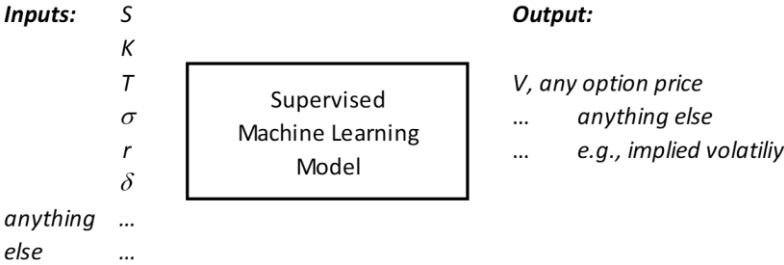 Inputs: S
K
T
σ
r
δ
anything ...
else ...
Supervised
Machine Learning
Model
Output:
V, any option price
... anything else
... e.g., implied volatiliy